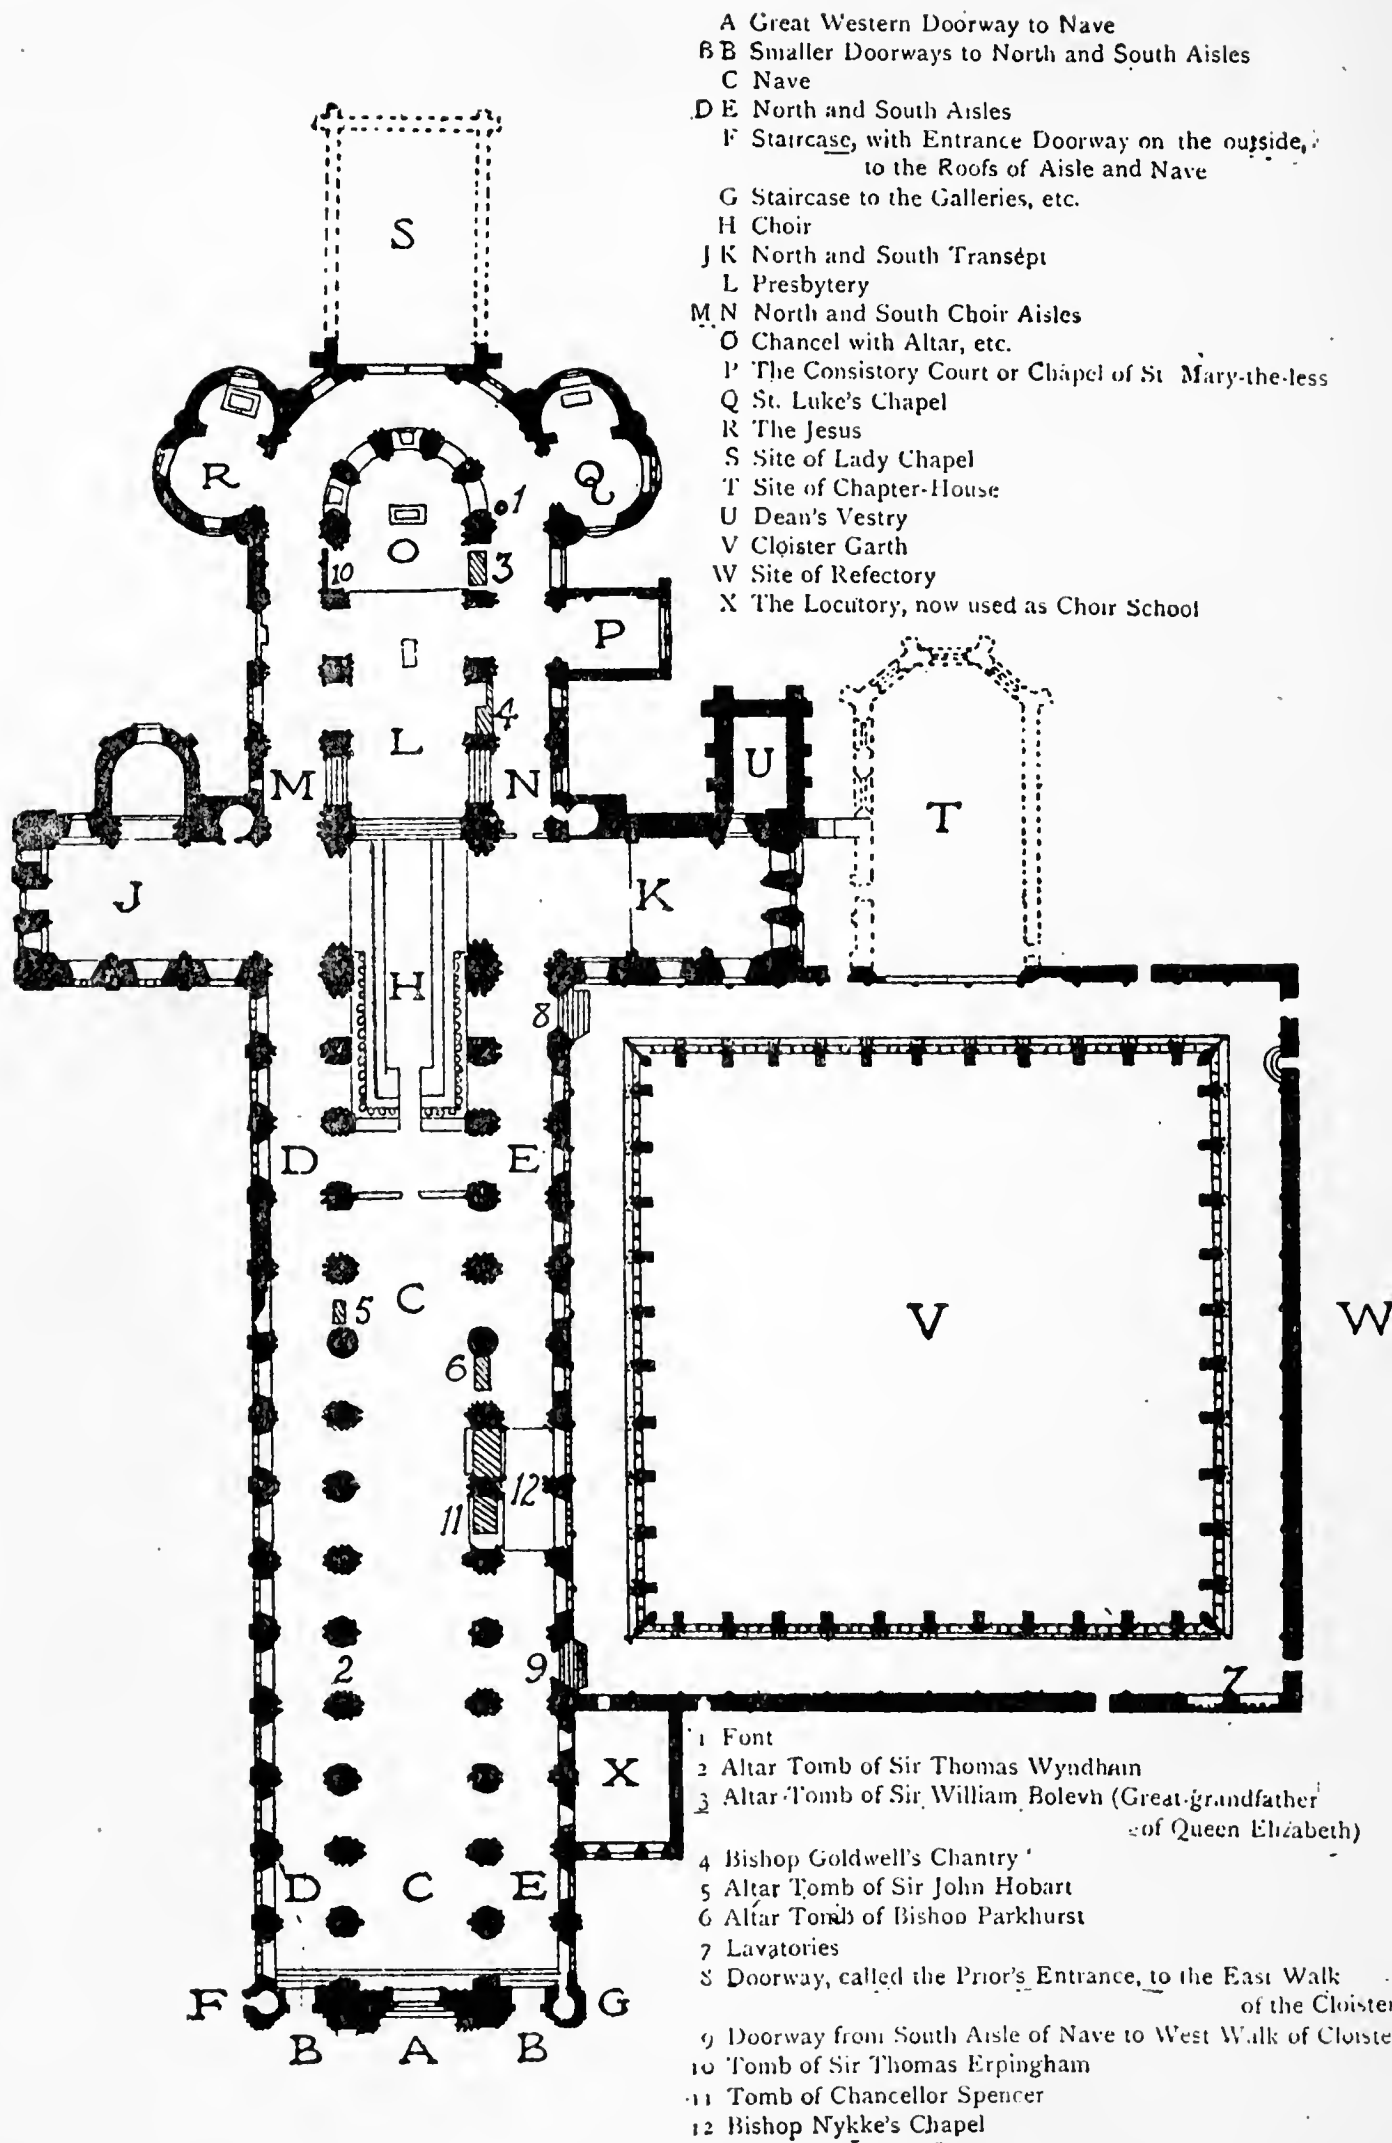 A Great Western Doorway to Nave
B B Smaller Doorways to North and South Aisles
C Nave
D E North and South Aisles
F Staircase, with Entrance Doorway on the outside,
to the Roofs of Aisle and Nave
G Staircase to the Galleries, etc.
H Choir
J K North and South Transept
L Presbytery
M N North and South Choir Aisles
O Chancel with Altar, etc.
P The Consistory Court or Chapel of St Mary-the-less
Q St. Luke's Chapel
R The Jesus
S Site of Lady Chapel
T Site of Chapter-House
U Dean's Vestry
V Cloister Garth
W Site of Refectory
X The Locutory, now used as Choir School
S
R
Q
1
O
10
3
P
4
L
U
M
N
T
J
K
H
8
D
E
C
5
V
W
6
12
11
2
9
7
X
D
C
E
F
G
B
A
B
1 Font
2 Altar Tomb of Sir Thomas Wyndham
3 Altar-Tomb of Sir William Boleyn (Great-grandfather
of Queen Elizabeth)
4 Bishop Goldwell's Chantry
5 Altar Tomb of Sir John Hobart
6 Altar Tomb of Bishop Parkhurst
7 Lavatories
8 Doorway, called the Prior's Entrance, to the East Walk
of the Cloister
9 Doorway from South Aisle of Nave to West Walk of Cloiste
10 Tomb of Sir Thomas Erpingham
11 Tomb of Chancellor Spencer
12 Bishop Nykke's Chapel